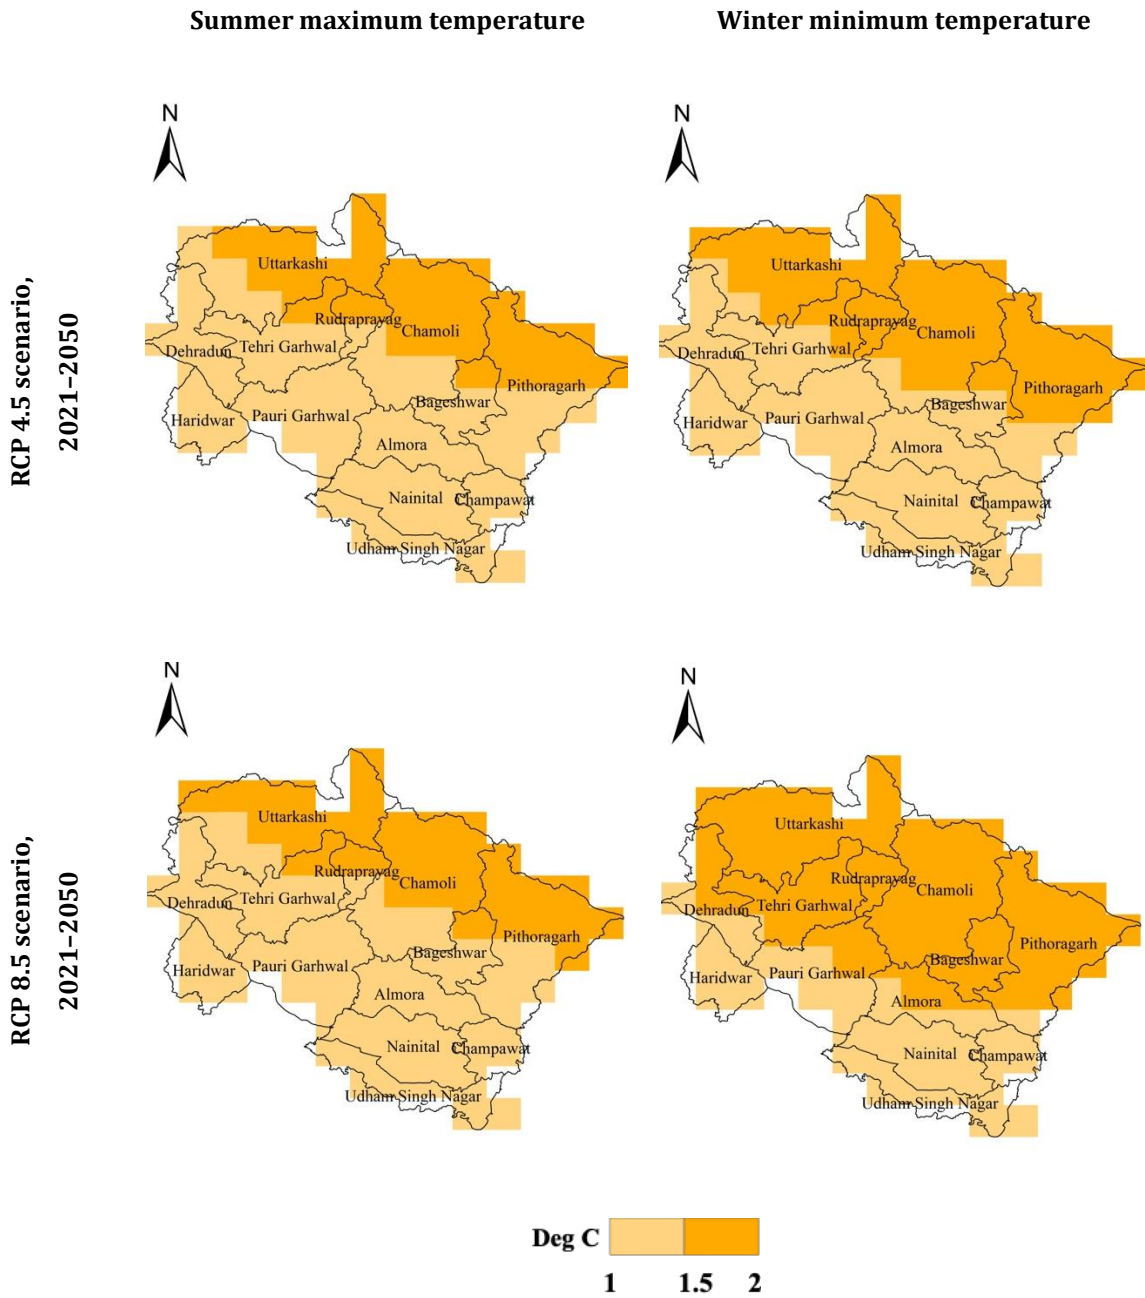 Summer maximum temperature
Winter minimum temperature
RCP 4.5 scenario,
2021–2050
N
Uttarkashi
Rudraprayag
Chamoli
Dehradun
Tehri Garhwal
Pithoragarh
Haridwar
Pauri Garhwal
Bageshwar
Almora
Nainital
Champawat
Udham Singh Nagar
N
Uttarkashi
Rudraprayag
Chamoli
Dehradun
Tehri Garhwal
Pithoragarh
Haridwar
Pauri Garhwal
Bageshwar
Almora
Nainital
Champawat
Udham Singh Nagar
RCP 8.5 scenario,
2021–2050
N
Uttarkashi
Rudraprayag
Chamoli
Dehradun
Tehri Garhwal
Pithoragarh
Haridwar
Pauri Garhwal
Bageshwar
Almora
Nainital
Champawat
Udham Singh Nagar
N
Uttarkashi
Rudraprayag
Chamoli
Dehradun
Tehri Garhwal
Pithoragarh
Haridwar
Pauri Garhwal
Bageshwar
Almora
Nainital
Champawat
Udham Singh Nagar
Deg C
1 1.5 2